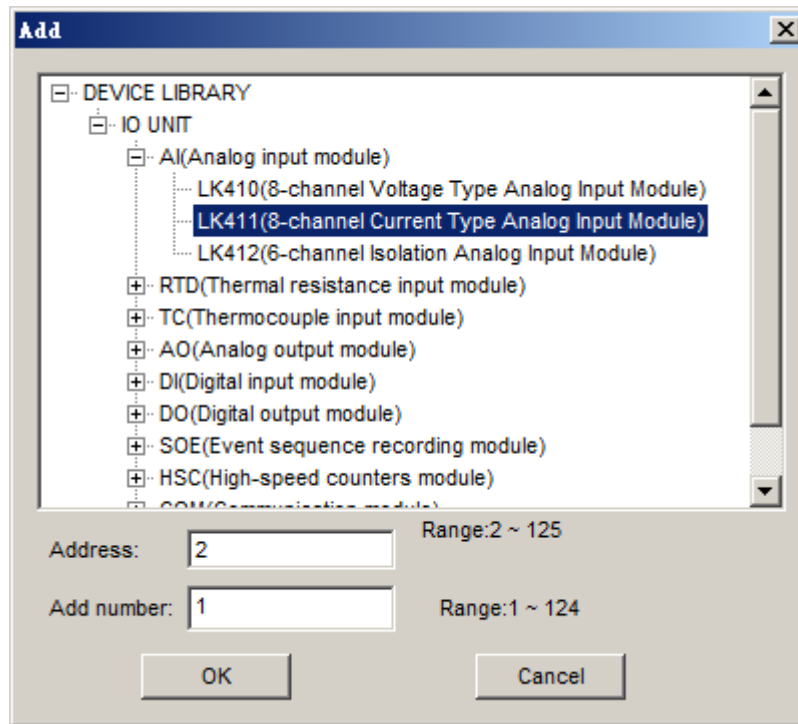 Add
DEVICE LIBRARY
IO UNIT
AI(Analog input module)
LK410(8-channel Voltage Type Analog Input Module)
LK411(8-channel Current Type Analog Input Module)
LK412(6-channel Isolation Analog Input Module)
RTD(Thermal resistance input module)
TC(Thermocouple input module)
AO(Analog output module)
DI(Digital input module)
DO(Digital output module)
SOE(Event sequence recording module)
HSC(High-speed counters module)
COM(Communication module)
Address: 2 Range:2 ~ 125
Add number: 1 Range:1 ~ 124
OK Cancel